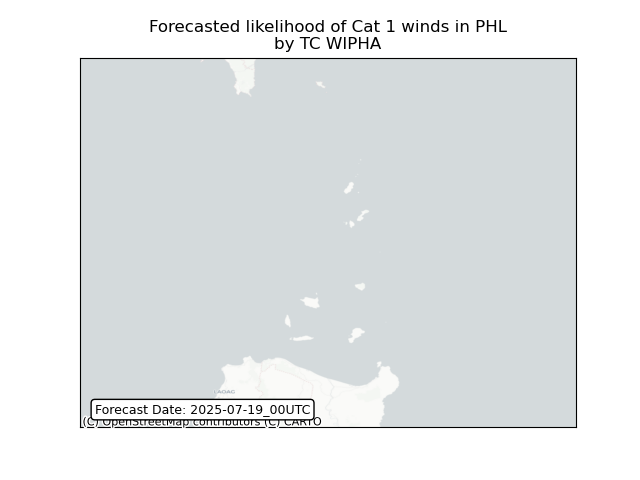 Forecasted likelihood of Cat 1 winds in PHL
by TC WIPHA
Forecast Date: 2025-07-19_00UTC
(C) OpenStreetMap contributors (C) CARTO